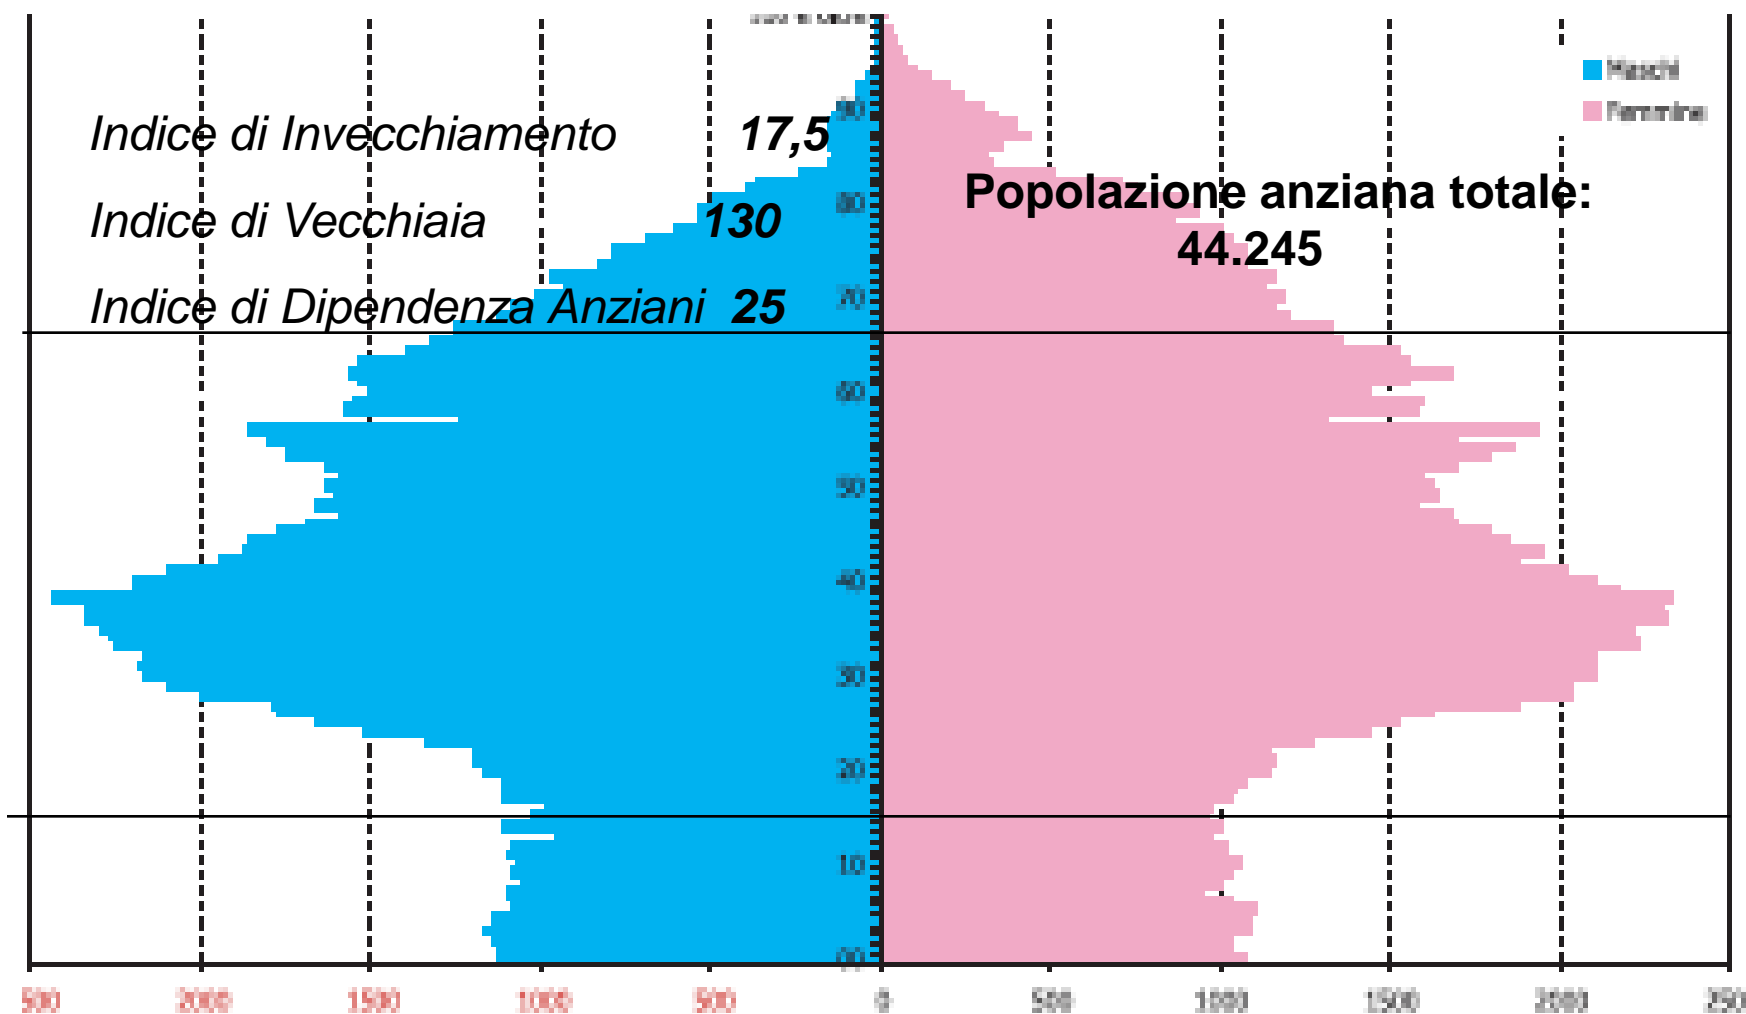 Maschi
Femmine
Indice di Invecchiamento 17,5
Indice di Vecchiaia 130
Indice di Dipendenza Anziani 25
Popolazione anziana totale:
44.245
90
80
70
60
50
40
30
20
10
00
500 2000 1500 1000 500 0 500 1000 1500 2000 250